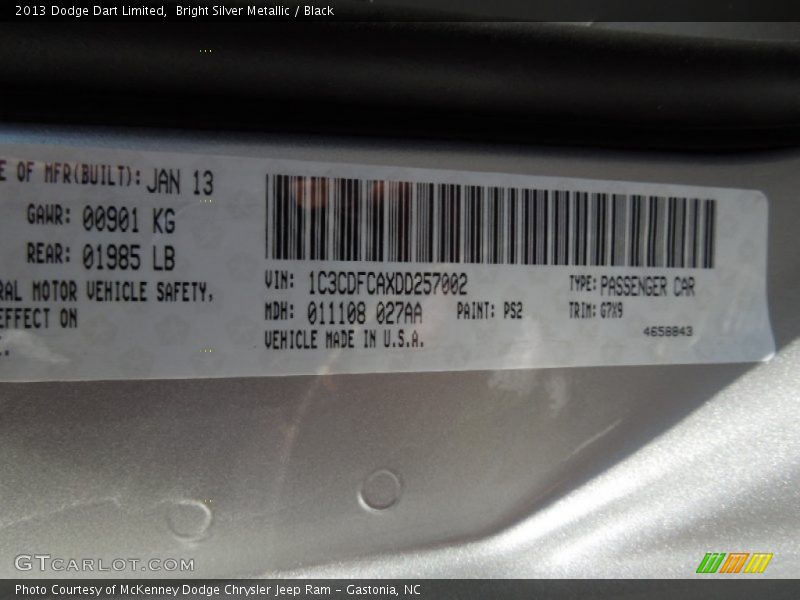 2013 Dodge Dart Limited, Bright Silver Metallic / Black
E OF MFR(BUILT): JAN 13
GAWR: 00901 KG
REAR: 01985 LB
RAL MOTOR VEHICLE SAFETY,
EFFECT ON
VIN: 1C3CDFCAXDD257002 TYPE: PASSENGER CAR
MDH: 011108 027AA PAINT: PS2 TRIM: G7X9
VEHICLE MADE IN U.S.A. 4658843
GTCARLOT.COM
Photo Courtesy of McKenney Dodge Chrysler Jeep Ram - Gastonia, NC